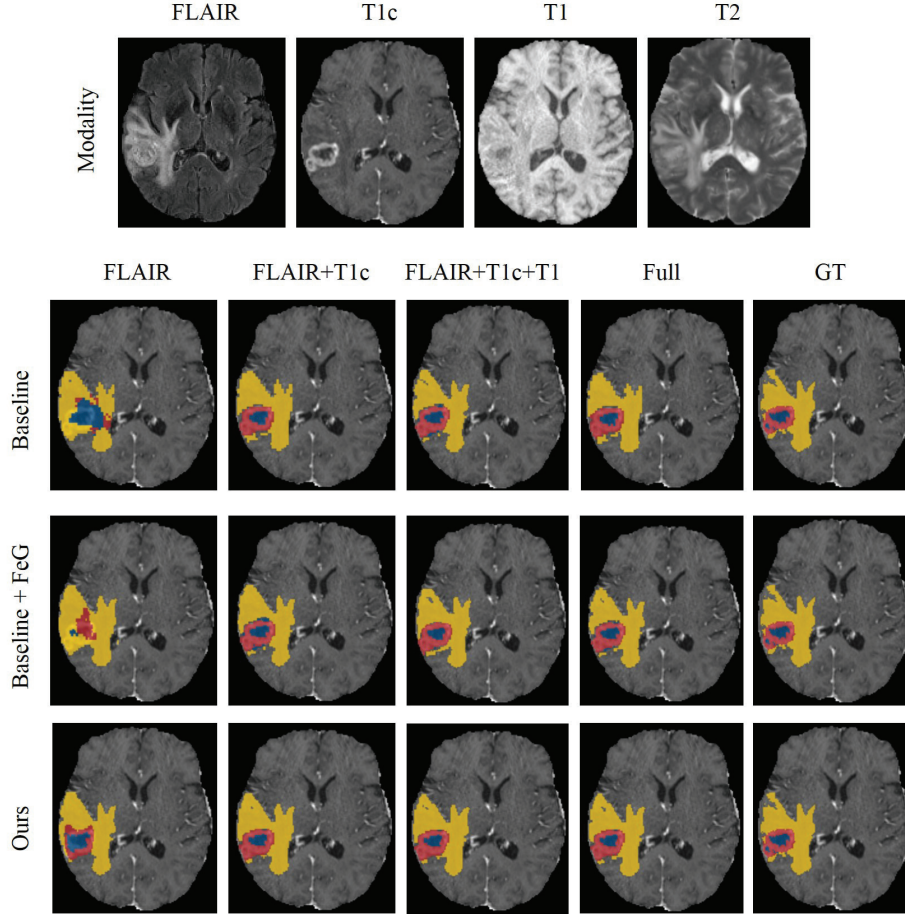 FLAIR T1c T1 T2
Modality
FLAIR FLAIR+T1c FLAIR+T1c+T1 Full GT
Baseline
Baseline + FeG
Ours